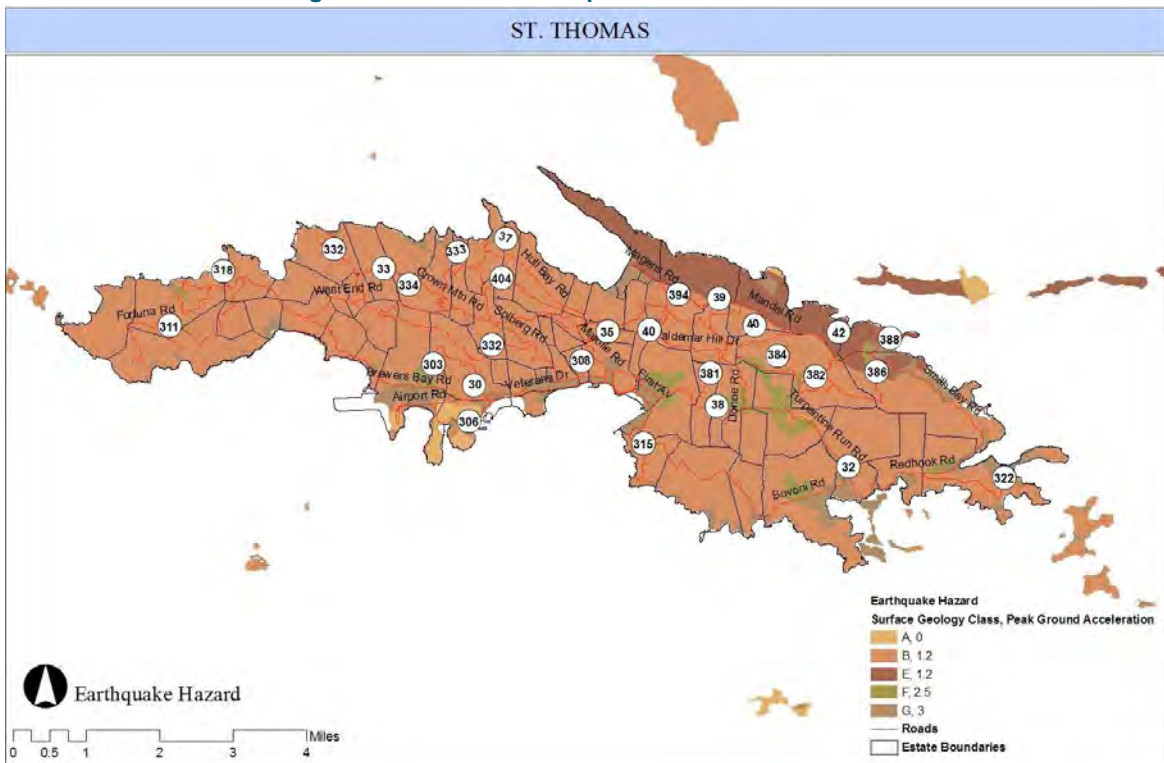 ST. THOMAS
37
332
333
Hull Bay Rd
Magens Rd
318
33
334
Crown Mtn Rd
404
West End Rd
394
39
Mandal Rd
Fortuna Rd
311
Solberg Rd
35
40
aldemar Hill Dr
40
42
388
332
308
384
386
303
Brewers Bay Rd
30
Veterans Dr
First Av
381
382
Smith Bay Rd
Airport Rd
38
Donoe Rd
Turpentine Run Rd
306
315
32
Redhook Rd
322
Bovoni Rd
Earthquake Hazard
Surface Geology Class, Peak Ground Acceleration
A, 0
B, 1.2
E, 1.2
F, 2.5
G, 3
Roads
Estate Boundaries
Earthquake Hazard
Miles
0 0.5 1 2 3 4